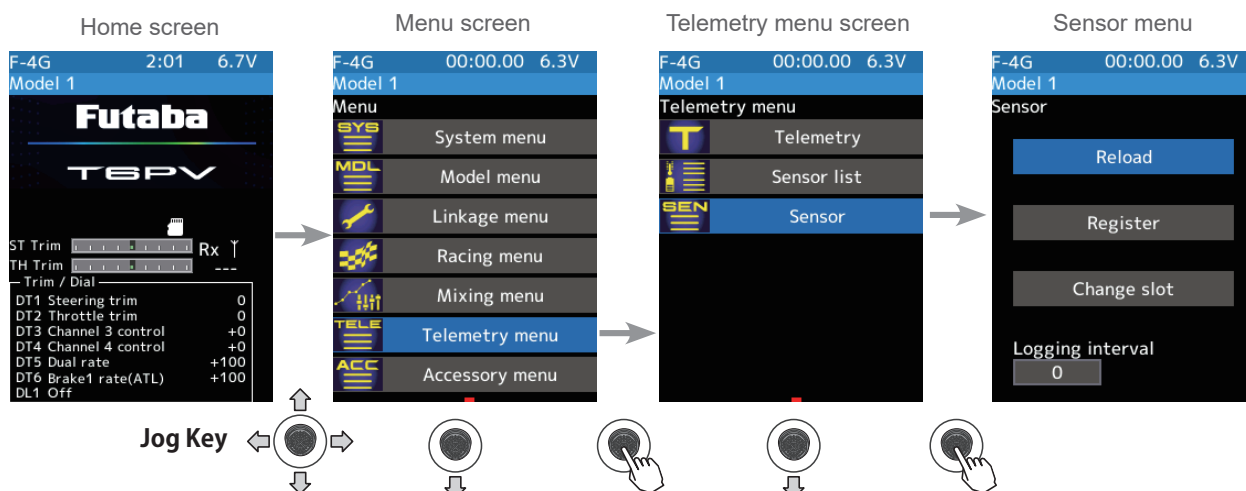 Home screen
F-4G 2:01 6.7V
Model 1
Futaba
T6PV
ST Trim
Rx
TH Trim
---
Trim / Dial
DT1 Steering trim 0
DT2 Throttle trim 0
DT3 Channel 3 control +0
DT4 Channel 4 control +0
DT5 Dual rate +100
DT6 Brake1 rate(ATL) +100
DL1 Off
Menu screen
F-4G 00:00.00 6.3V
Model 1
Menu
SYS System menu
MDL Model menu
Linkage menu
Racing menu
Mixing menu
TELE Telemetry menu
ACC Accessory menu
Telemetry menu screen
F-4G 00:00.00 6.3V
Model 1
Telemetry menu
T Telemetry
Sensor list
SEN Sensor
Sensor menu
F-4G 00:00.00 6.3V
Model 1
Sensor
Reload
Register
Change slot
Logging interval
0
Jog Key